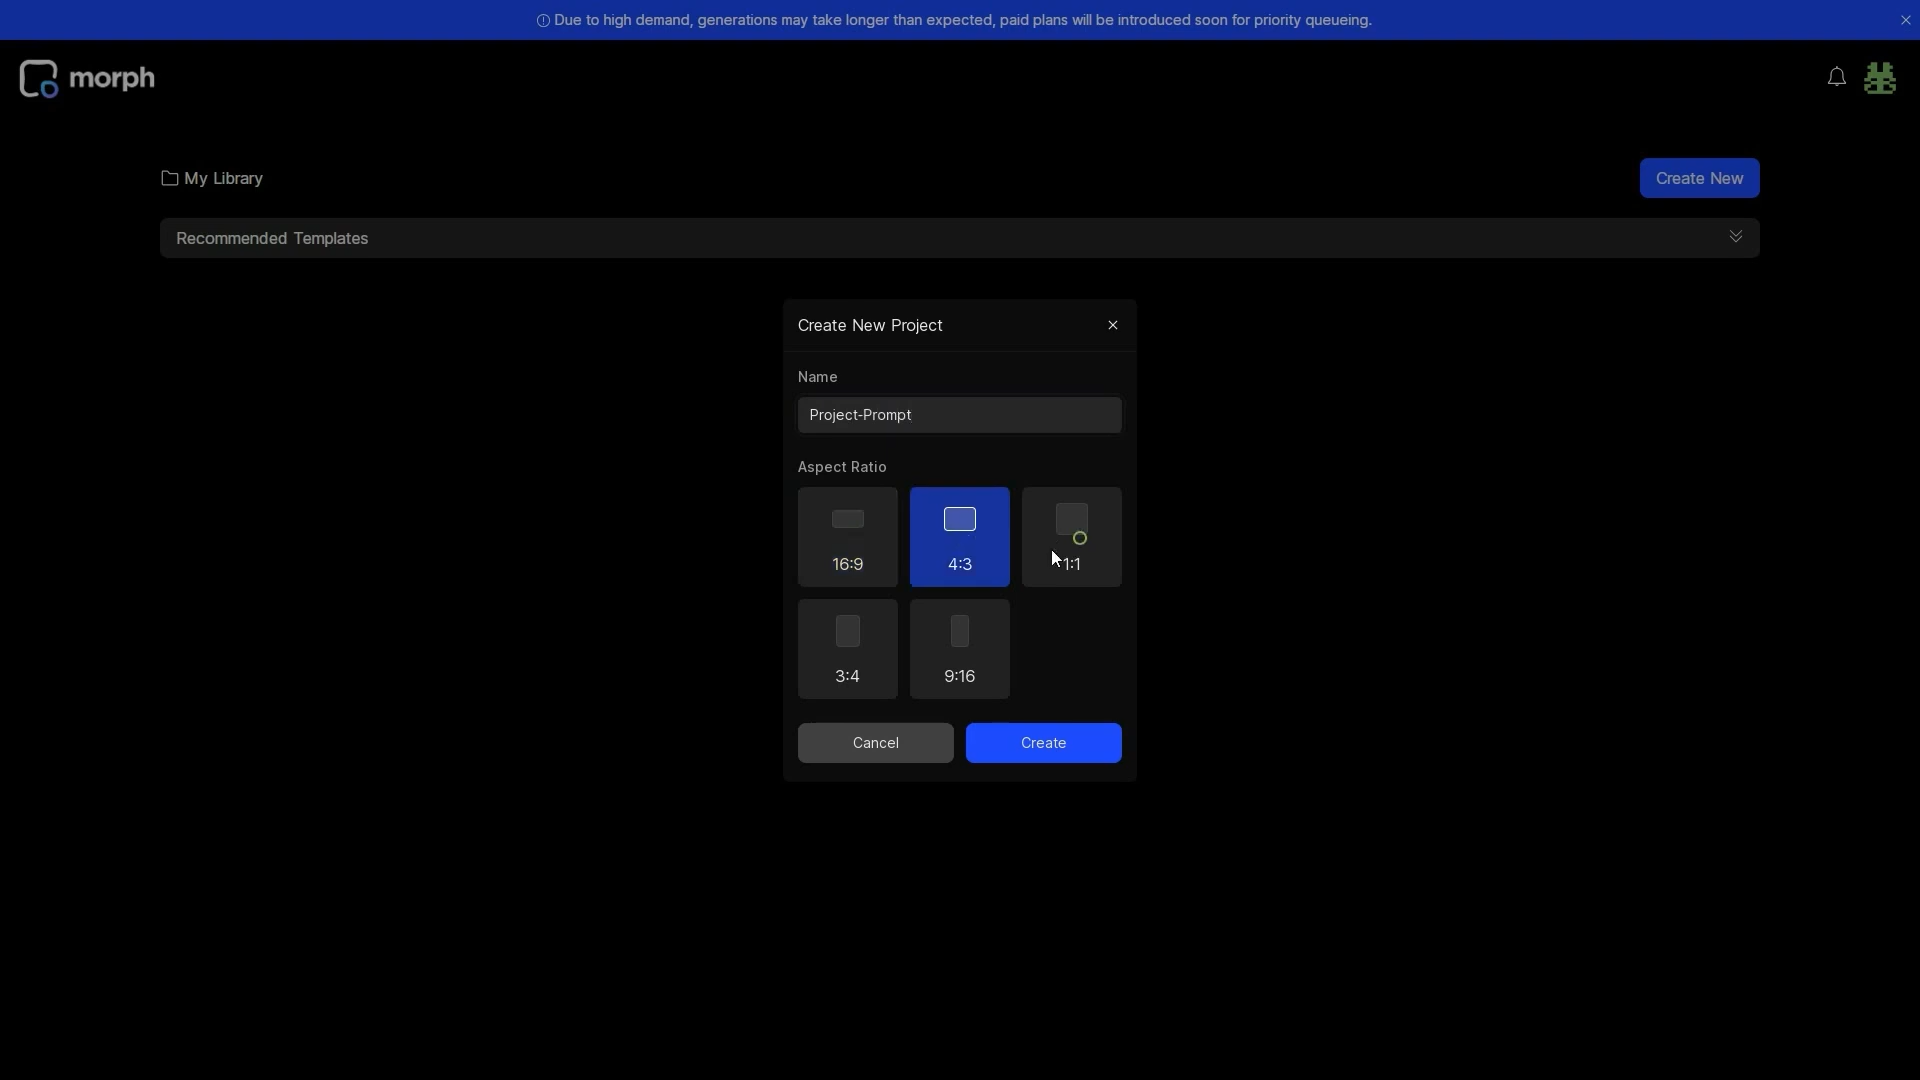 Due to high demand, generations may take longer than expected, paid plans will be introduced soon for priority queueing.
morph
My Library
Create New
Recommended Templates
Create New Project
Name
Project-Prompt
Aspect Ratio
16:9
4:3
1:1
3:4
9:16
Cancel
Create